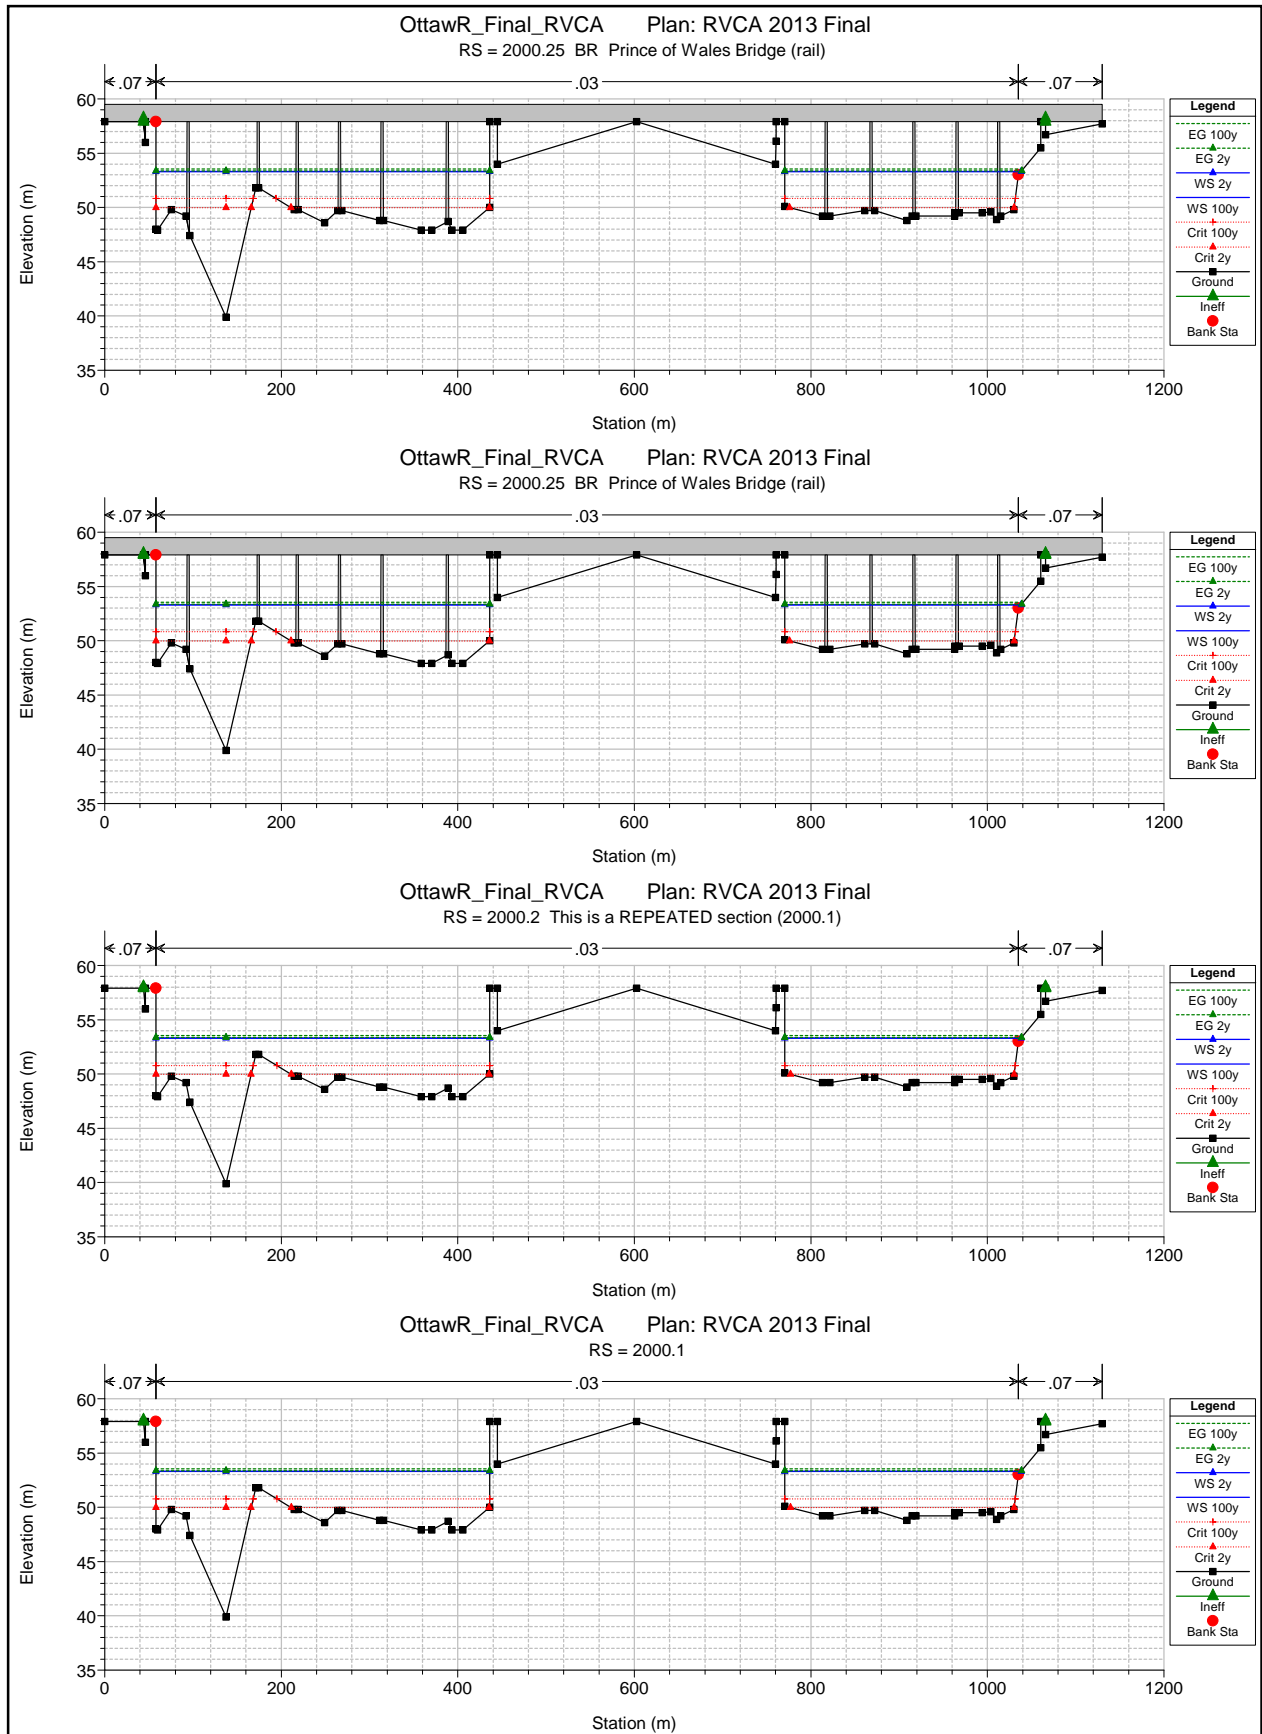 OttawR_Final_RVCA Plan: RVCA 2013 Final
RS = 2000.25 BR Prince of Wales Bridge (rail)
.07 .03 .07
Elevation (m)
60
55
50
45
40
35
0 200 400 600 800 1000 1200
Station (m)
Legend
EG 100y
EG 2y
WS 2y
WS 100y
Crit 100y
Crit 2y
Ground
Ineff
Bank Sta
OttawR_Final_RVCA Plan: RVCA 2013 Final
RS = 2000.25 BR Prince of Wales Bridge (rail)
.07 .03 .07
Elevation (m)
60
55
50
45
40
35
0 200 400 600 800 1000 1200
Station (m)
Legend
EG 100y
EG 2y
WS 2y
WS 100y
Crit 100y
Crit 2y
Ground
Ineff
Bank Sta
OttawR_Final_RVCA Plan: RVCA 2013 Final
RS = 2000.2 This is a REPEATED section (2000.1)
.07 .03 .07
Elevation (m)
60
55
50
45
40
35
0 200 400 600 800 1000 1200
Station (m)
Legend
EG 100y
EG 2y
WS 2y
WS 100y
Crit 100y
Crit 2y
Ground
Ineff
Bank Sta
OttawR_Final_RVCA Plan: RVCA 2013 Final
RS = 2000.1
.07 .03 .07
Elevation (m)
60
55
50
45
40
35
0 200 400 600 800 1000 1200
Station (m)
Legend
EG 100y
EG 2y
WS 2y
WS 100y
Crit 100y
Crit 2y
Ground
Ineff
Bank Sta